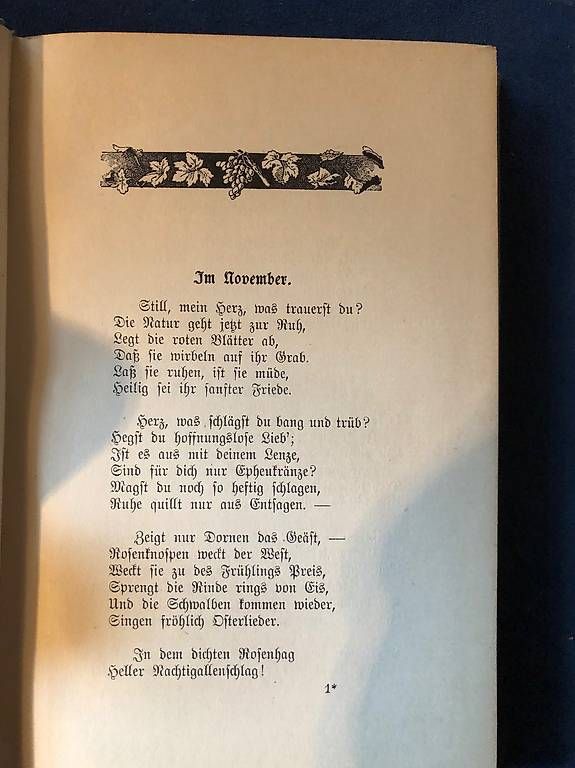 Im November.
Still, mein Herz, was trauerst du?
Die Natur geht jetzt zur Ruh,
Legt die roten Blätter ab,
Daß sie wirbeln auf ihr Grab.
Laß sie ruhen, ist sie müde,
Heilig sei ihr sanfter Friede.
Herz, was schlägst du bang und trüb?
Hegst du hoffnungslose Lieb';
Ist es aus mit deinem Lenze,
Sind für dich nur Epheukränze?
Magst du noch so heftig schlagen,
Ruhe quillt nur aus Entsagen. —
Zeigt nur Dornen das Geäst, —
Rosenknospen weckt der West,
Weckt sie zu des Frühlings Preis,
Sprengt die Rinde rings von Eis,
Und die Schwalben kommen wieder,
Singen fröhlich Osterlieder.
In dem dichten Rosenhag
Heller Nachtigallenschlag!
1*